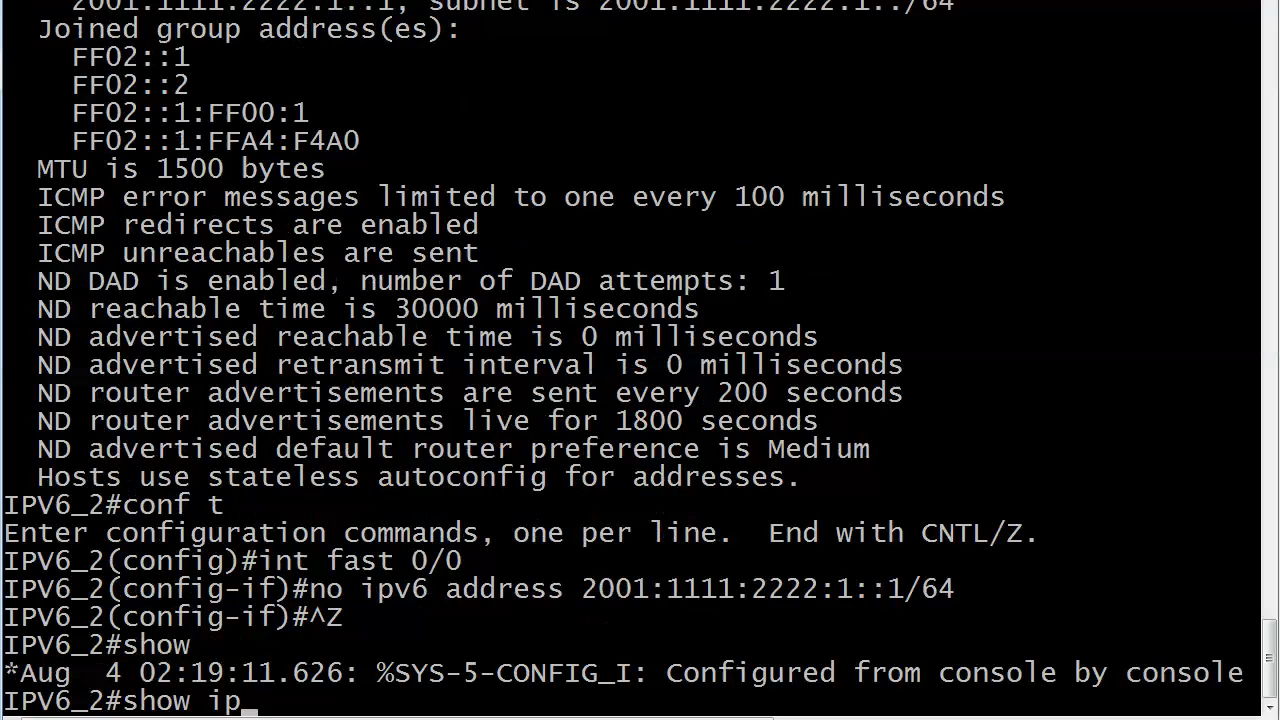 2001:1111:2222:1::1, subnet is 2001:1111:2222:1::/64
Joined group address(es):
FF02::1
FF02::2
FF02::1:FF00:1
FF02::1:FFA4:F4A0
MTU is 1500 bytes
ICMP error messages limited to one every 100 milliseconds
ICMP redirects are enabled
ICMP unreachables are sent
ND DAD is enabled, number of DAD attempts: 1
ND reachable time is 30000 milliseconds
ND advertised reachable time is 0 milliseconds
ND advertised retransmit interval is 0 milliseconds
ND router advertisements are sent every 200 seconds
ND router advertisements live for 1800 seconds
ND advertised default router preference is Medium
Hosts use stateless autoconfig for addresses.
IPV6_2#conf t
Enter configuration commands, one per line.  End with CNTL/Z.
IPV6_2(config)#int fast 0/0
IPV6_2(config-if)#no ipv6 address 2001:1111:2222:1::1/64
IPV6_2(config-if)#^Z
IPV6_2#show
*Aug  4 02:19:11.626: %SYS-5-CONFIG_I: Configured from console by console
IPV6_2#show ip_